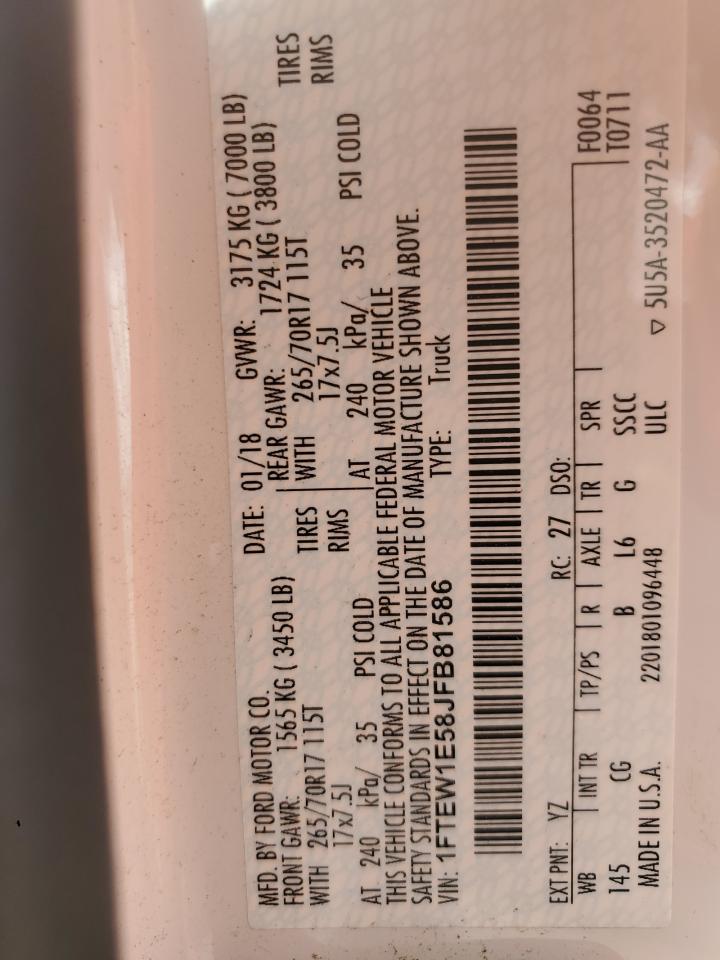 MFD. BY FORD MOTOR CO. DATE: 01/18 GVWR: 3175 KG ( 7000 LB)
FRONT GAWR: 1565 KG ( 3450 LB) REAR GAWR: 1724 KG ( 3800 LB)
WITH 265/70R17 115T TIRES WITH 265/70R17 115T TIRES
17x7.5J RIMS 17x7.5J RIMS
AT 240 kPa/ 35 PSI COLD AT 240 kPa/ 35 PSI COLD
THIS VEHICLE CONFORMS TO ALL APPLICABLE FEDERAL MOTOR VEHICLE
SAFETY STANDARDS IN EFFECT ON THE DATE OF MANUFACTURE SHOWN ABOVE.
VIN: 1FTEW1E58JFB81586 TYPE: Truck
EXT PNT: YZ RC: 27 DSO:
WB INT TR TP/PS R AXLE TR SPR F0064
145 CG B L6 G SSCC T0711
MADE IN U.S.A. 2201801096448 ULC ▽ 5U5A-3520472-AA